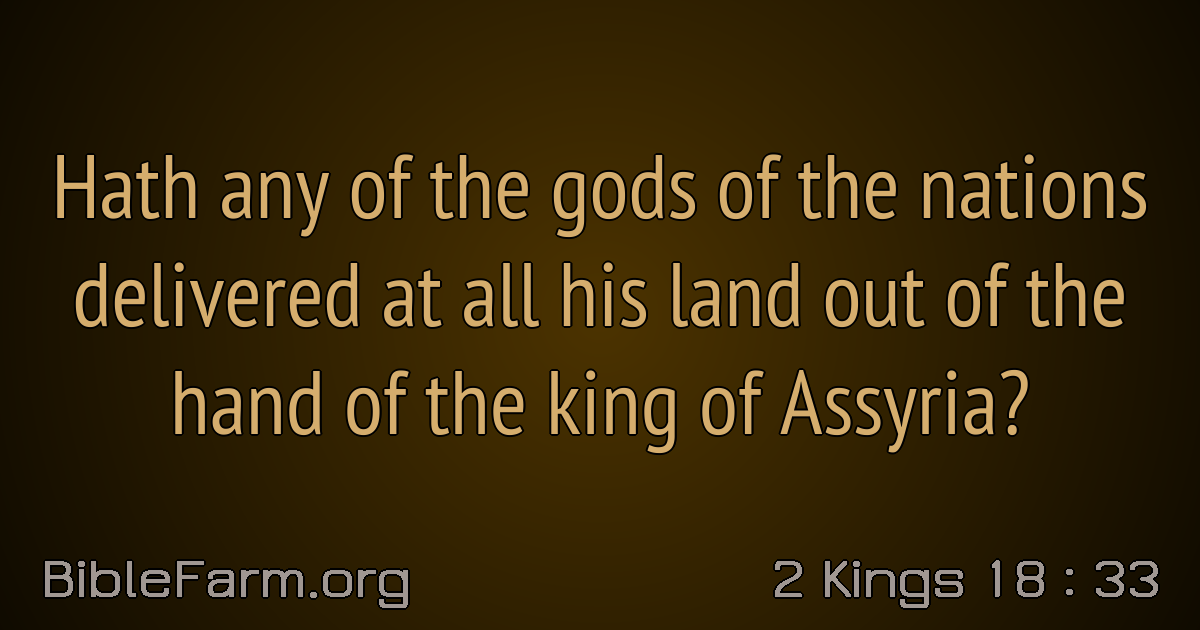 Hath any of the gods of the nations
delivered at all his land out of the
hand of the king of Assyria?
BibleFarm.org
2 Kings 18 : 33